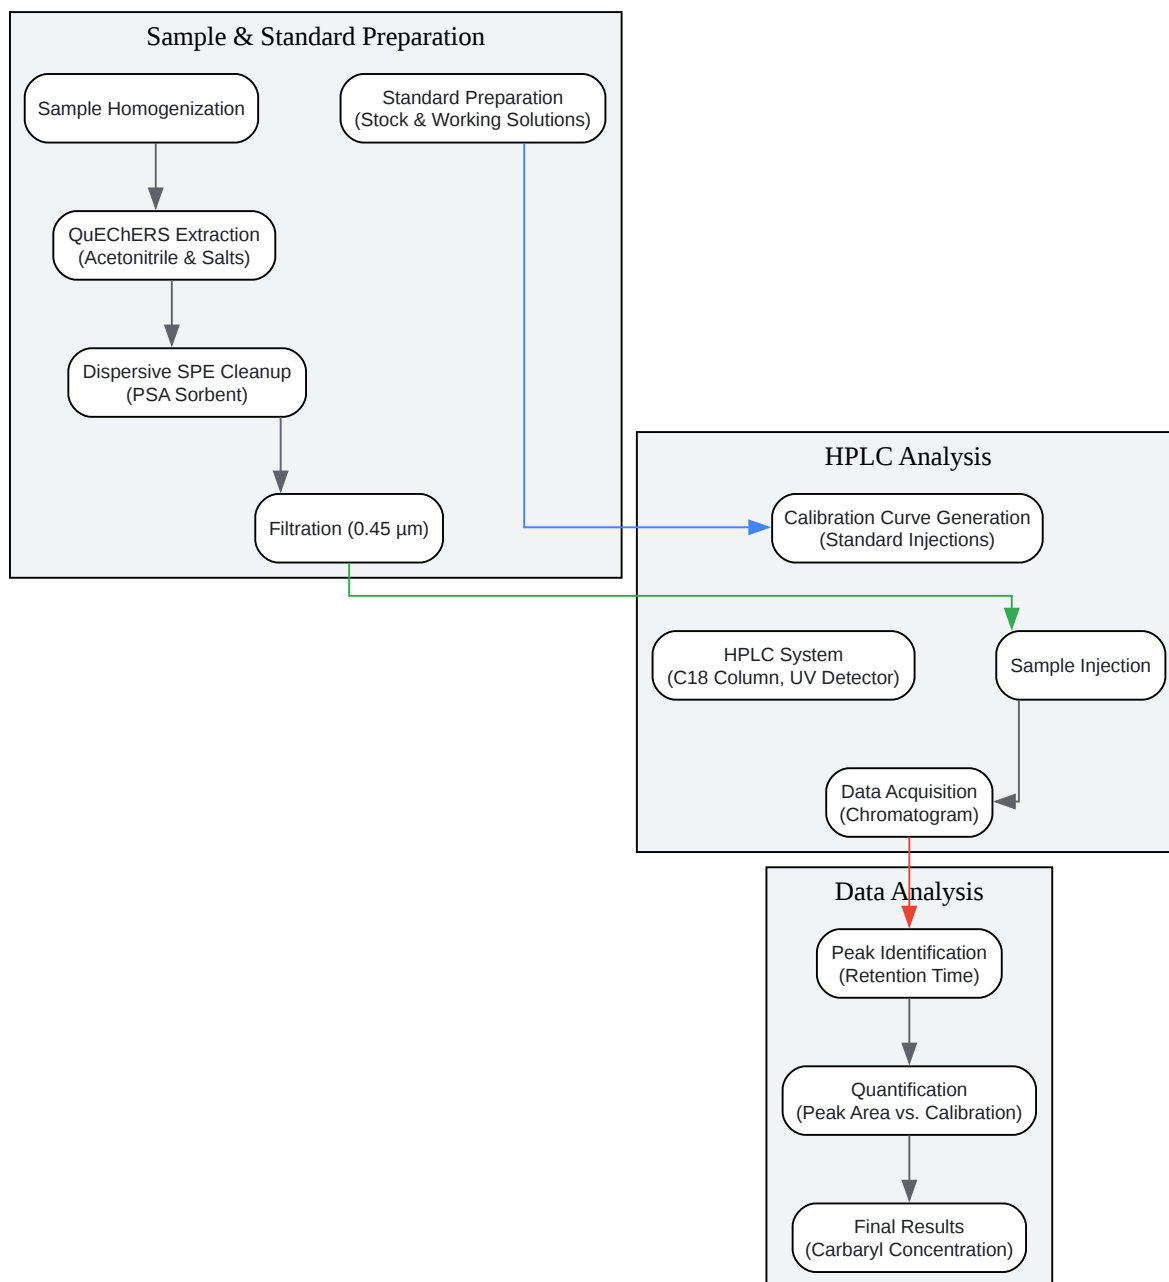 Sample & Standard Preparation
Sample Homogenization
Standard Preparation
(Stock & Working Solutions)
QuEChERS Extraction
(Acetonitrile & Salts)
Dispersive SPE Cleanup
(PSA Sorbent)
Filtration (0.45 µm)
HPLC Analysis
Calibration Curve Generation
(Standard Injections)
HPLC System
(C18 Column, UV Detector)
Sample Injection
Data Acquisition
(Chromatogram)
Data Analysis
Peak Identification
(Retention Time)
Quantification
(Peak Area vs. Calibration)
Final Results
(Carbaryl Concentration)